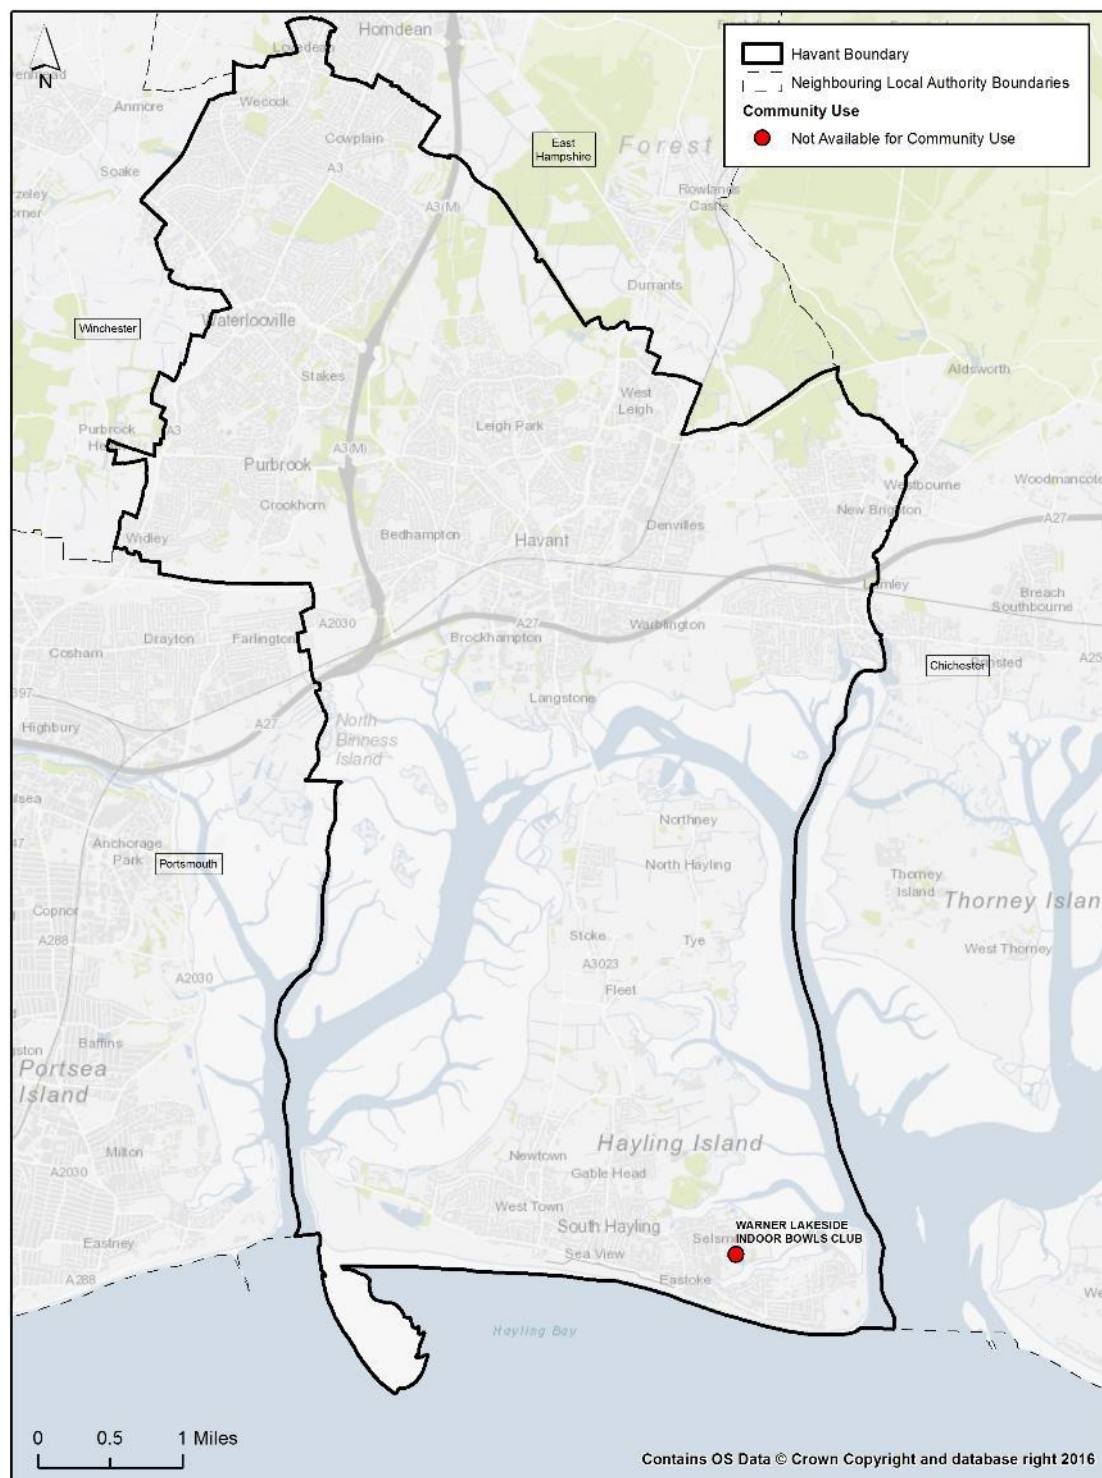 Horndean
Lovedean
N
Anmore
Wecock
Cowplain
A3
Soake
East
Hampshire
Forest
Rowlands
Castle
A3(M)
Durrants
Winchester
Waterlooville
Stakes
Aldsworth
West
Leigh
Leigh Park
Purbrook
A3
A3(M)
Purbrook
Crookhorn
Westbourne
Woodmancote
New Brighton
A27
Widley
Bedhampton
Havant
Denvilles
Lumley
Breach
Southbourne
Drayton
Farlington
A2030
Brockhampton
A27
Warblington
Cosham
Chichester
Langstone
Highbury
A27
North
Binness
Island
Northney
Anchorage
Park
Portsmouth
North Hayling
Thorney
Island
Thorney Islan
Copnor
A288
Stoke
Tye
West Thorney
A2030
A3023
Fleet
Baffins
Portsea
Island
Hayling Island
Milton
Newtown
Gable Head
A2030
West Town
South Hayling
Sea View
WARNER LAKESIDE
INDOOR BOWLS CLUB
Eastney
A288
Eastoke
Hayling Bay
Havant Boundary
Neighbouring Local Authority Boundaries
Community Use
Not Available for Community Use
0 0.5 1 Miles
Contains OS Data © Crown Copyright and database right 2016